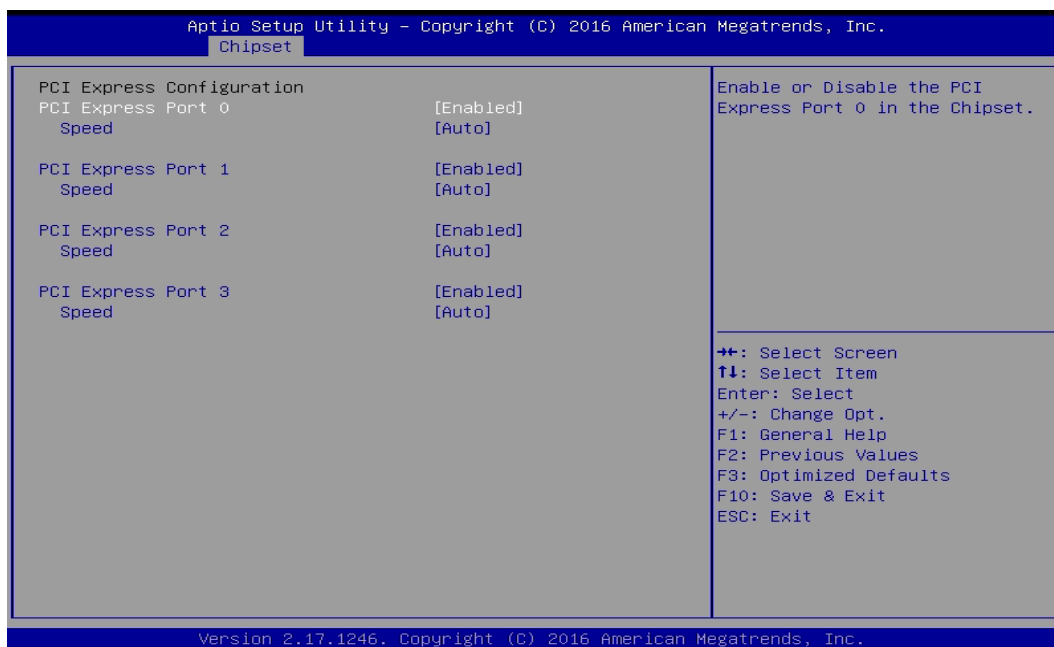 Aptio Setup Utility – Copyright (C) 2016 American Megatrends, Inc.
Chipset
PCI Express Configuration
PCI Express Port 0 [Enabled]
Speed [Auto]
PCI Express Port 1 [Enabled]
Speed [Auto]
PCI Express Port 2 [Enabled]
Speed [Auto]
PCI Express Port 3 [Enabled]
Speed [Auto]
Enable or Disable the PCI
Express Port 0 in the Chipset.
→←: Select Screen
↑↓: Select Item
Enter: Select
+/-: Change Opt.
F1: General Help
F2: Previous Values
F3: Optimized Defaults
F10: Save & Exit
ESC: Exit
Version 2.17.1246. Copyright (C) 2016 American Megatrends, Inc.